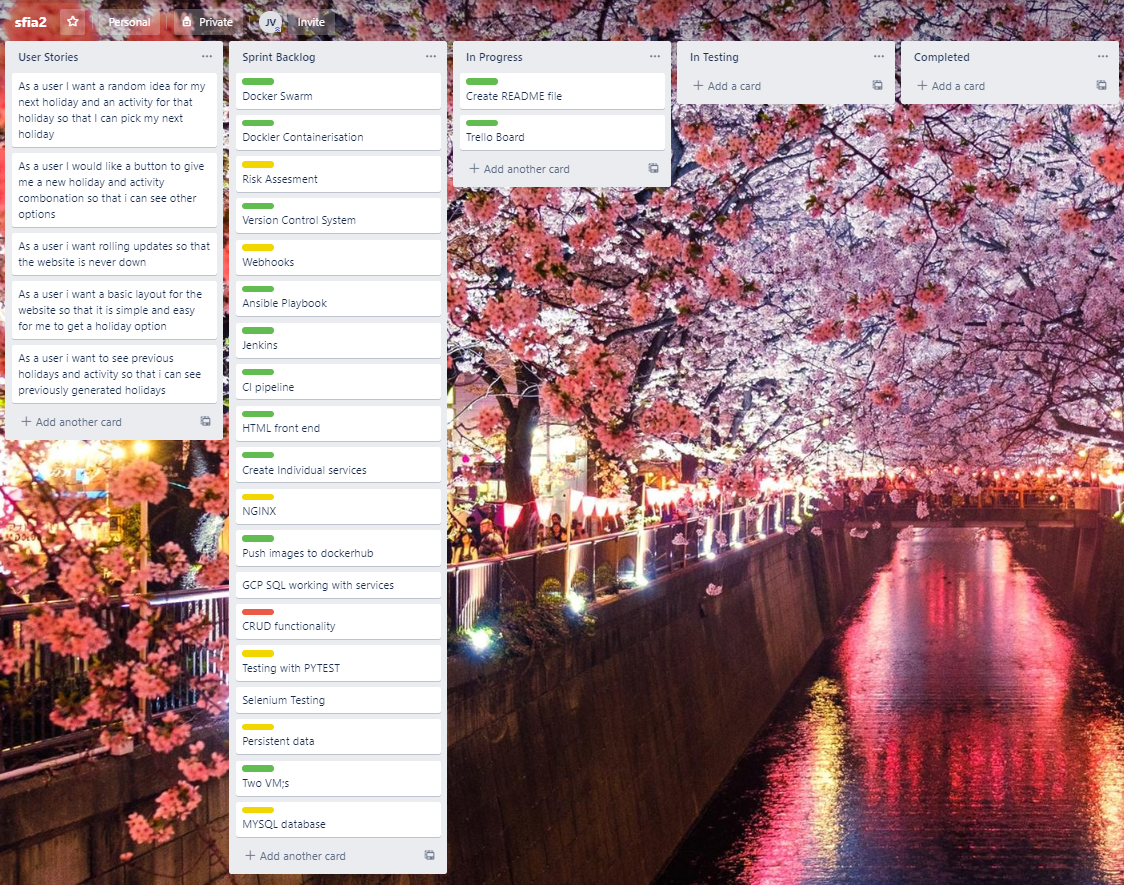 sfia2
Personal
Private
JV
Invite
User Stories
As a user I want a random idea for my
next holiday and an activity for that
holiday so that I can pick my next
holiday
As a user I would like a button to give
me a new holiday and activity
combonation so that i can see other
options
As a user i want rolling updates so that
the website is never down
As a user i want a basic layout for the
website so that it is simple and easy
for me to get a holiday option
As a user i want to see previous
holidays and activity so that i can see
previously generated holidays
+ Add another card
Sprint Backlog
Docker Swarm
Dockler Containerisation
Risk Assesment
Version Control System
Webhooks
Ansible Playbook
Jenkins
CI pipeline
HTML front end
Create Individual services
NGINX
Push images to dockerhub
GCP SQL working with services
CRUD functionality
Testing with PYTEST
Selenium Testing
Persistent data
Two VM;s
MYSQL database
+ Add another card
In Progress
Create README file
Trello Board
+ Add another card
In Testing
+ Add a card
Completed
+ Add a card